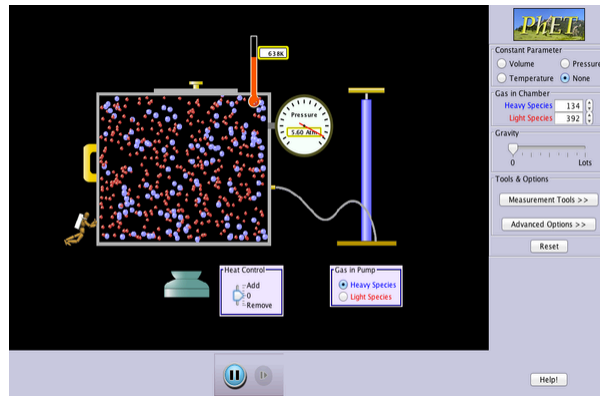 PhET
Constant Parameter
Volume
Pressure
Temperature
None
Gas in Chamber
Heavy Species
134
Light Species
392
Gravity
0
Lots
Tools & Options
Measurement Tools >>
Advanced Options >>
Reset
638K
Pressure
5.60 Atm
Heat Control
Add
0
Remove
Gas in Pump
Heavy Species
Light Species
Help!